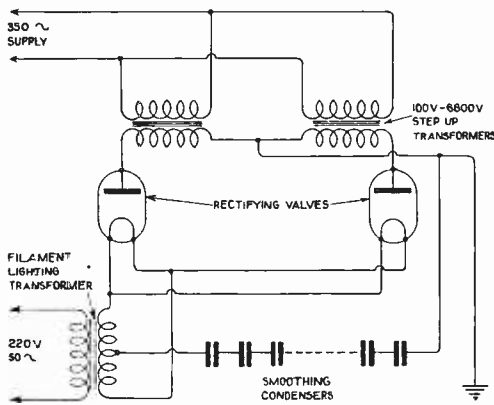 350 ∿
SUPPLY
100V-6600V
STEP UP
TRANSFORMERS
RECTIFYING VALVES
FILAMENT
LIGHTING
TRANSFORMER
220V
50 ∿
SMOOTHING
CONDENSERS